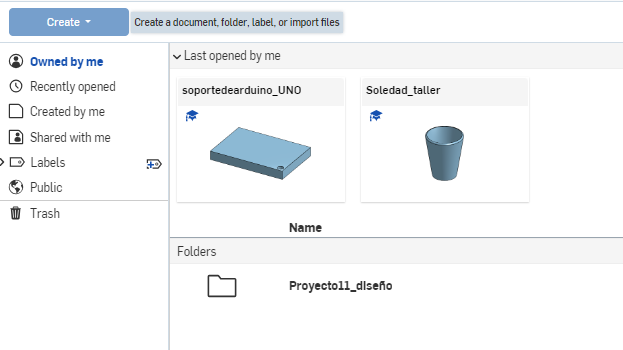 Create
Create a document, folder, label, or import files
Owned by me
Recently opened
Created by me
Shared with me
Labels
Public
Trash
Last opened by me
soportedearduino_UNO
Soledad_taller
Name
Folders
Proyecto11_diseño